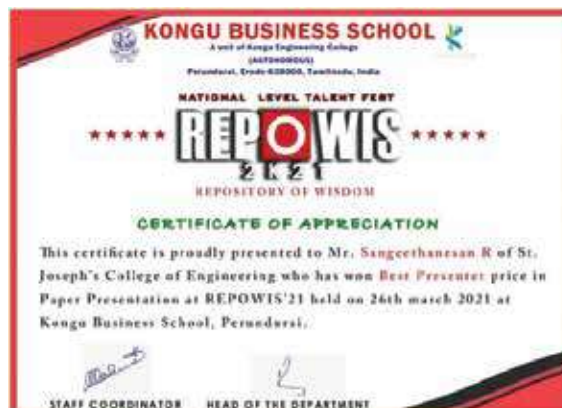 KONGU BUSINESS SCHOOL
A unit of Kongu Engineering College
(AUTONOMOUS)
Perundurai, Erode-638060, Tamilnadu, India
NATIONAL LEVEL TALENT FEST
REPOWIS
2K21
REPOSITORY OF WISDOM
CERTIFICATE OF APPRECIATION
This certificate is proudly presented to Mr. Sangeethanesan R of St.
Joseph's College of Engineering who has won Best Presenter price in
Paper Presentation at REPOWIS'21 held on 26th march 2021 at
Kongu Business School, Perundurai.
STAFF COORDINATOR HEAD OF THE DEPARTMENT